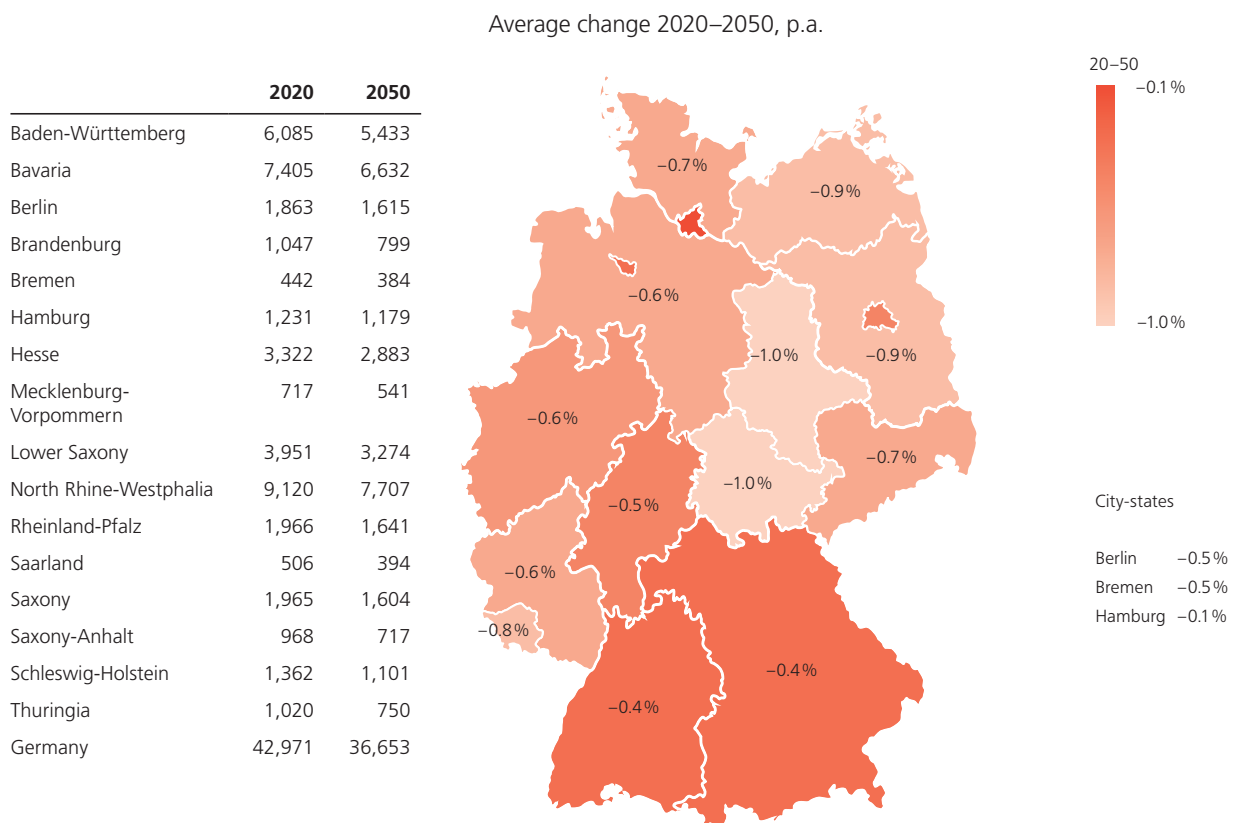 Average change 2020–2050, p.a.
2020 2050
Baden-Württemberg 6,085 5,433
Bavaria 7,405 6,632
Berlin 1,863 1,615
Brandenburg 1,047 799
Bremen 442 384
Hamburg 1,231 1,179
Hesse 3,322 2,883
Mecklenburg- 717 541
Vorpommern
Lower Saxony 3,951 3,274
North Rhine-Westphalia 9,120 7,707
Rheinland-Pfalz 1,966 1,641
Saarland 506 394
Saxony 1,965 1,604
Saxony-Anhalt 968 717
Schleswig-Holstein 1,362 1,101
Thuringia 1,020 750
Germany 42,971 36,653
−0.7 %
−0.9 %
−0.6 %
−1.0 %
−0.9 %
−0.6 %
−0.7 %
−1.0 %
−0.5 %
−0.6 %
−0.8 %
−0.4 %
−0.4 %
20–50
−0.1 %
−1.0 %
City-states
Berlin −0.5 %
Bremen −0.5 %
Hamburg −0.1 %